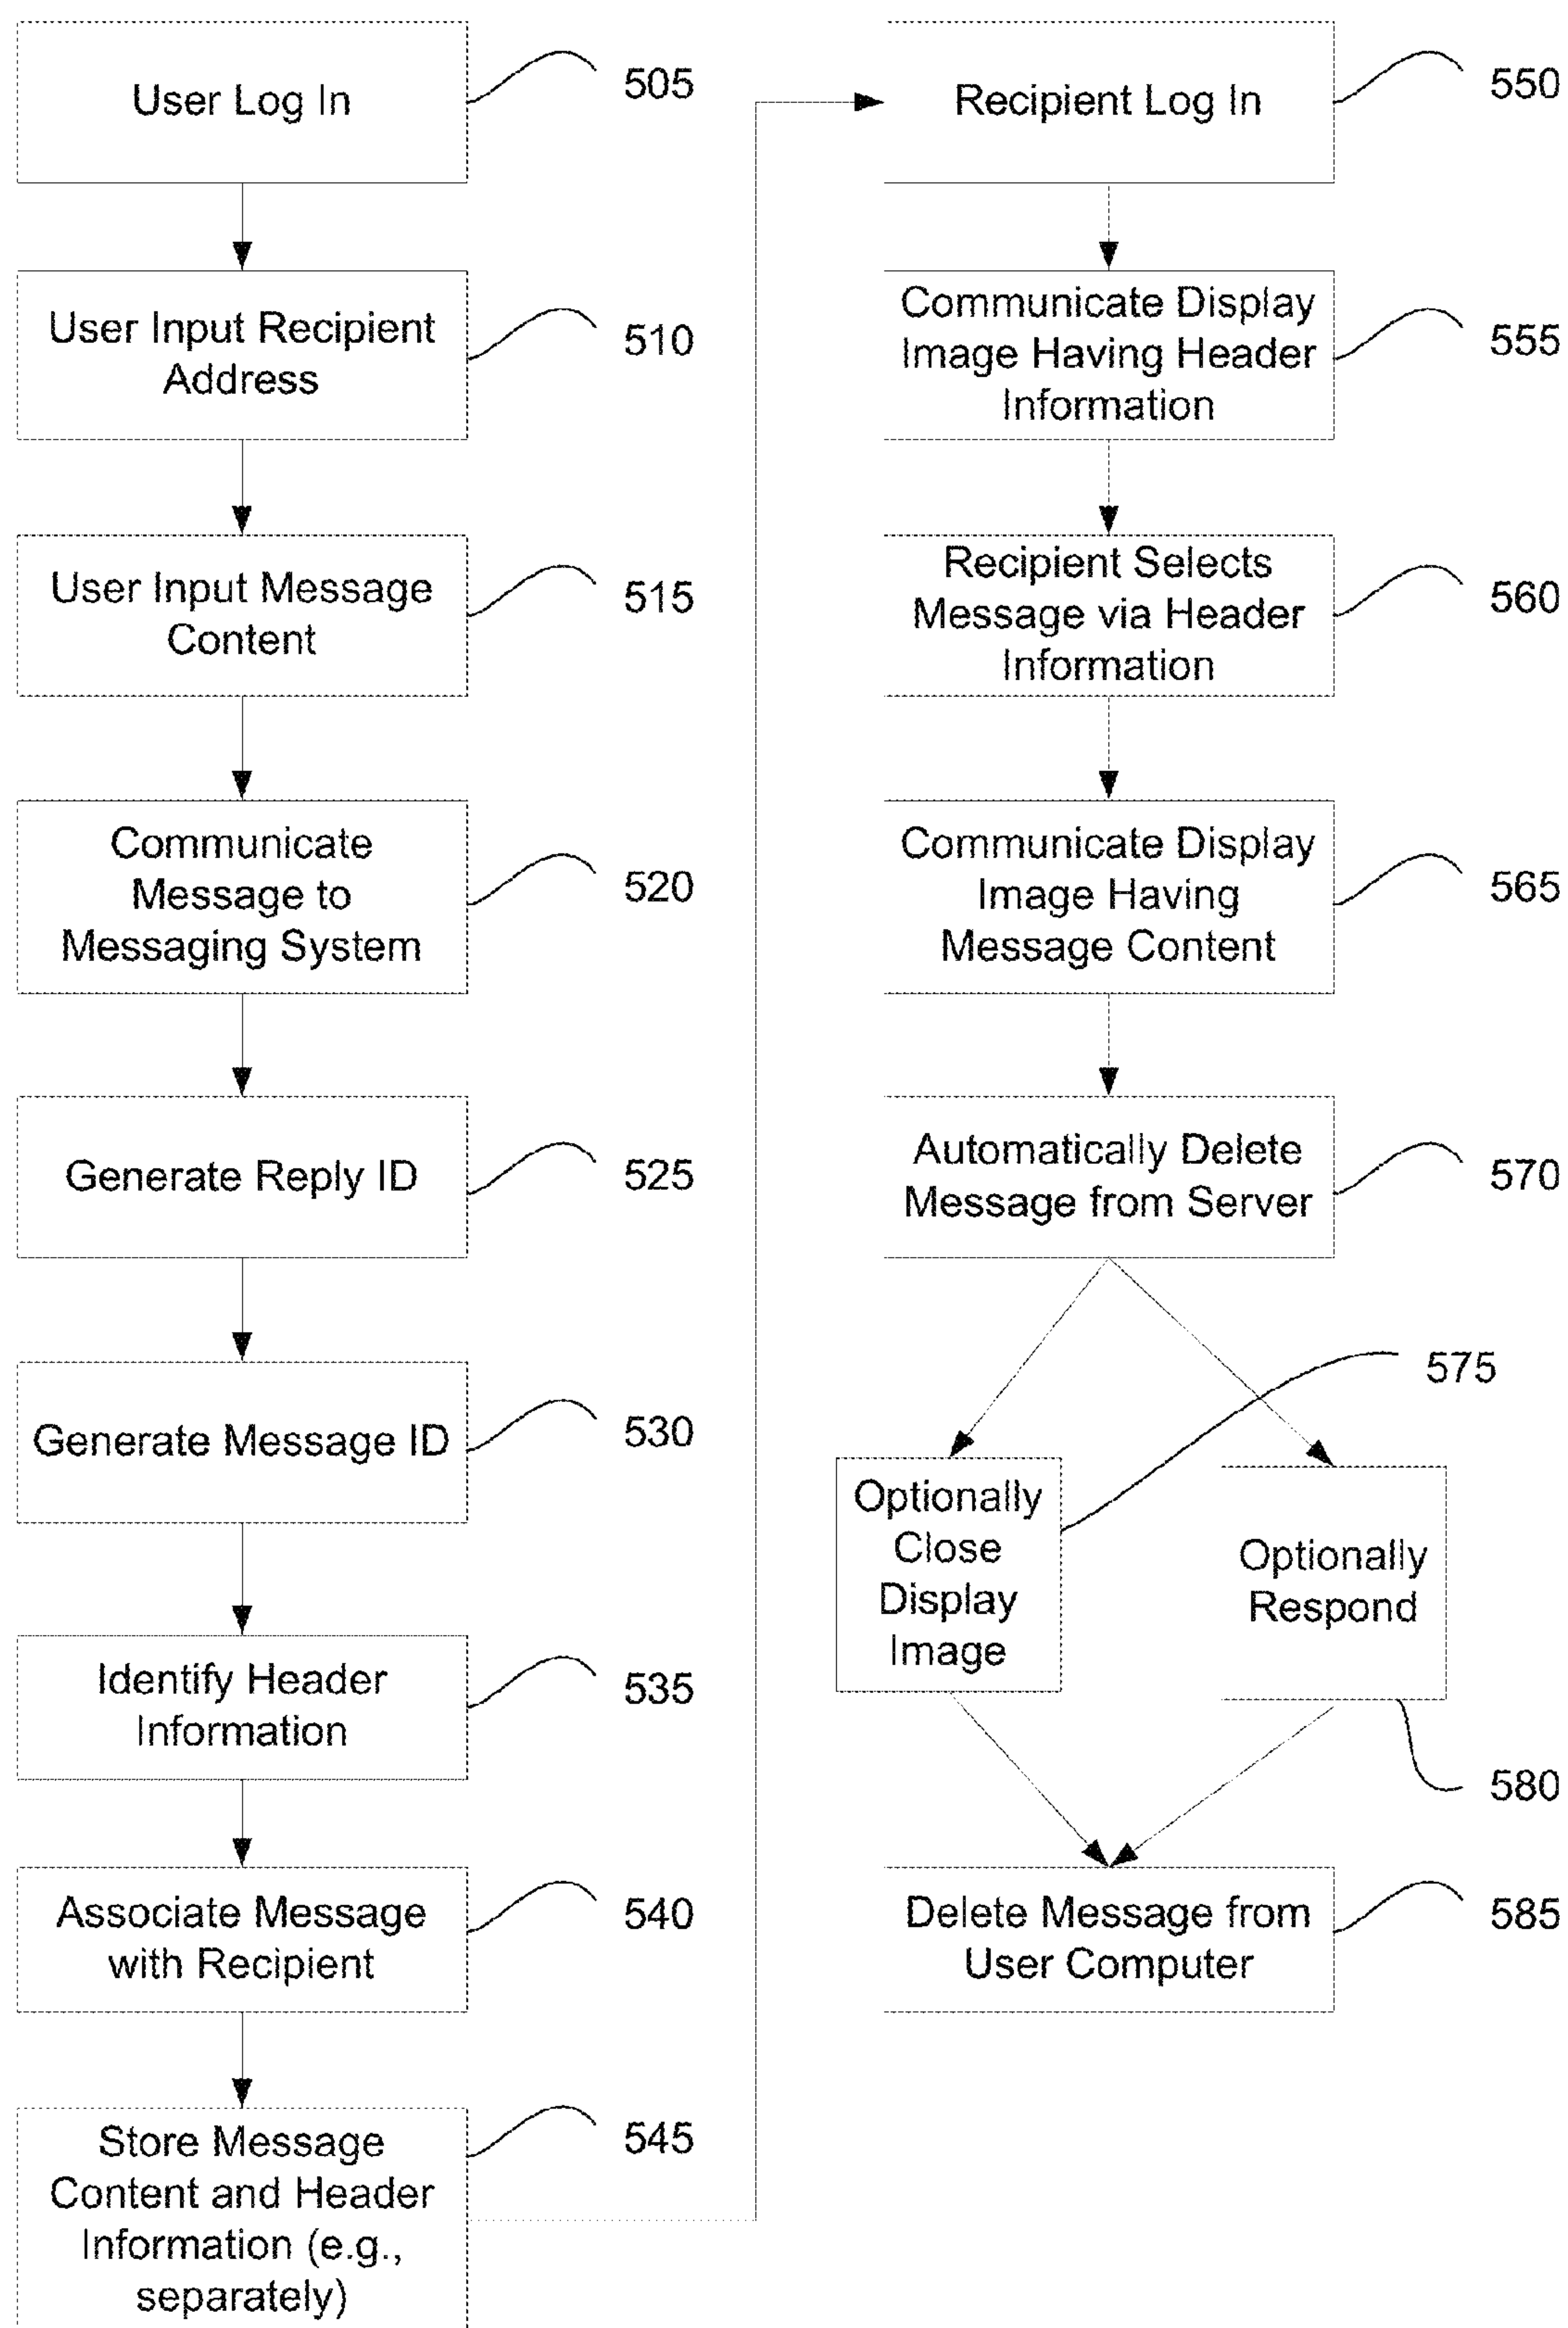 User Log In
505
User Input Recipient
Address
510
User Input Message
Content
515
Communicate
Message to
Messaging System
520
Generate Reply ID
525
Generate Message ID
530
Identify Header
Information
535
Associate Message
with Recipient
540
Store Message
Content and Header
Information (e.g.,
separately)
545
Recipient Log In
550
Communicate Display
Image Having Header
Information
555
Recipient Selects
Message via Header
Information
560
Communicate Display
Image Having
Message Content
565
Automatically Delete
Message from Server
570
Optionally
Close
Display
Image
575
Optionally
Respond
580
Delete Message from
User Computer
585